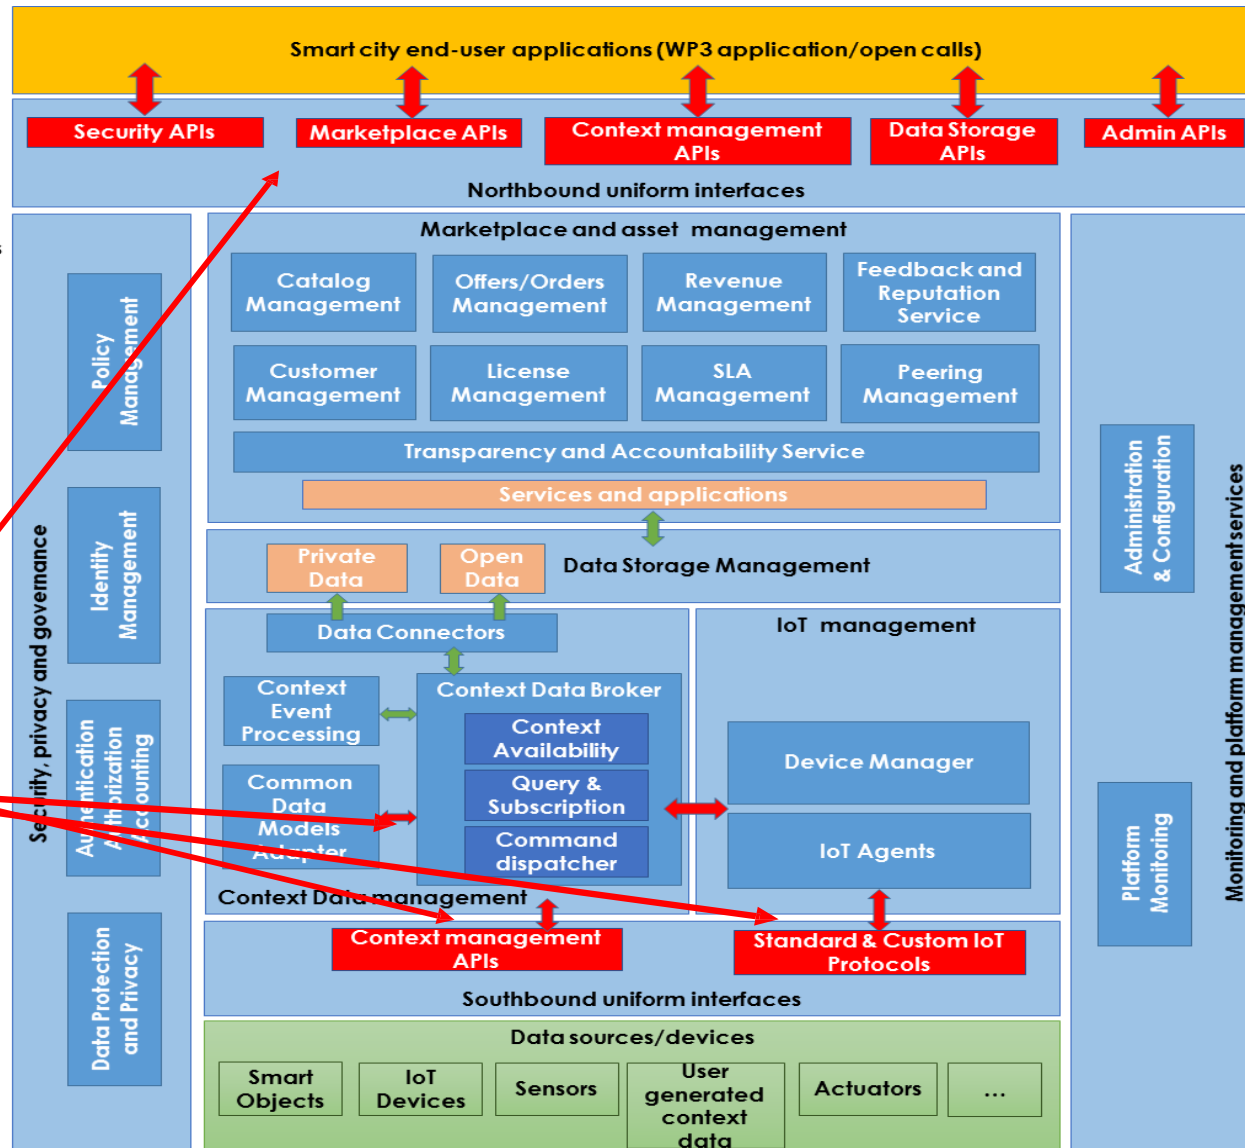 Smart city end-user applications (WP3 application/open calls)
Security APIs
Marketplace APIs
Context management
APIs
Data Storage
APIs
Admin APIs
Northbound uniform interfaces
s
Security, privacy and governance
Policy
Management
Identity
Management
Authentication
Authorization
Accounting
Data Protection
and Privacy
Marketplace and asset management
Catalog
Management
Offers/Orders
Management
Revenue
Management
Feedback and
Reputation
Service
Customer
Management
License
Management
SLA
Management
Peering
Management
Transparency and Accountability Service
Services and applications
Private
Data
Open
Data
Data Storage Management
Data Connectors
Context
Event
Processing
Common
Data
Models
Adapter
Context Data Broker
Context
Availability
Query &
Subscription
Command
dispatcher
Context Data management
IoT management
Device Manager
IoT Agents
Context management
APIs
Standard & Custom IoT
Protocols
Southbound uniform interfaces
Data sources/devices
Smart
Objects
IoT
Devices
Sensors
User
generated
context
data
Actuators
...
Administration
& Configuration
Platform
Monitoring
Monitoring and platform management services